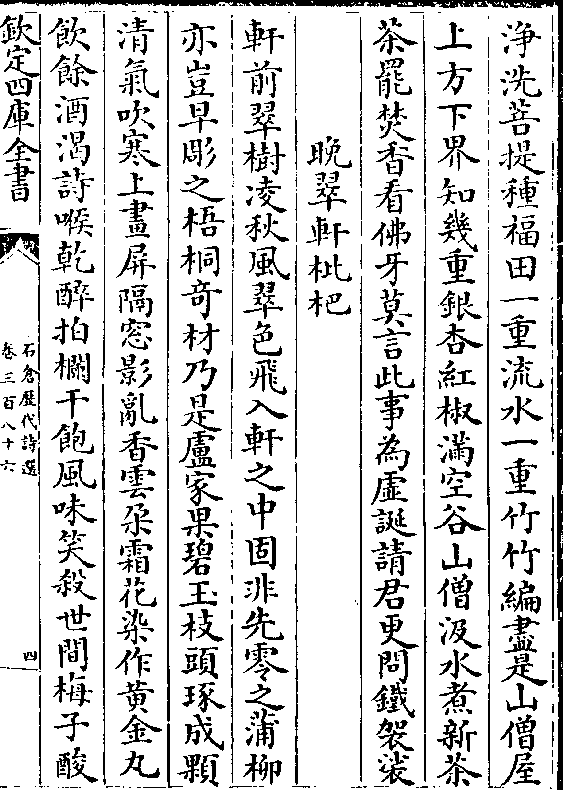 淨洗菩提種福田一重流水一重竹竹編盡是山僧屋
上方下界知幾重銀杏紅椒滿空谷山僧汲水煮新茶
茶罷焚香看佛牙莫言此事為虛誕請君更問鐵袈裟
晚翠軒枇杷
軒前翠樹凌秋風翠色飛入軒之中固非先零之蒲柳
亦豈早彫之梧桐奇材乃是盧家果碧玉枝頭琢成顆
清氣吹寒上畫屏隔窓影亂香雲朶霜花染作黄金丸
飲餘酒渴詩喉乾醉拍欄干飽風味笑殺世間梅子酸
欽定四庫全書
石倉歷代詩選
卷三百八十六
四